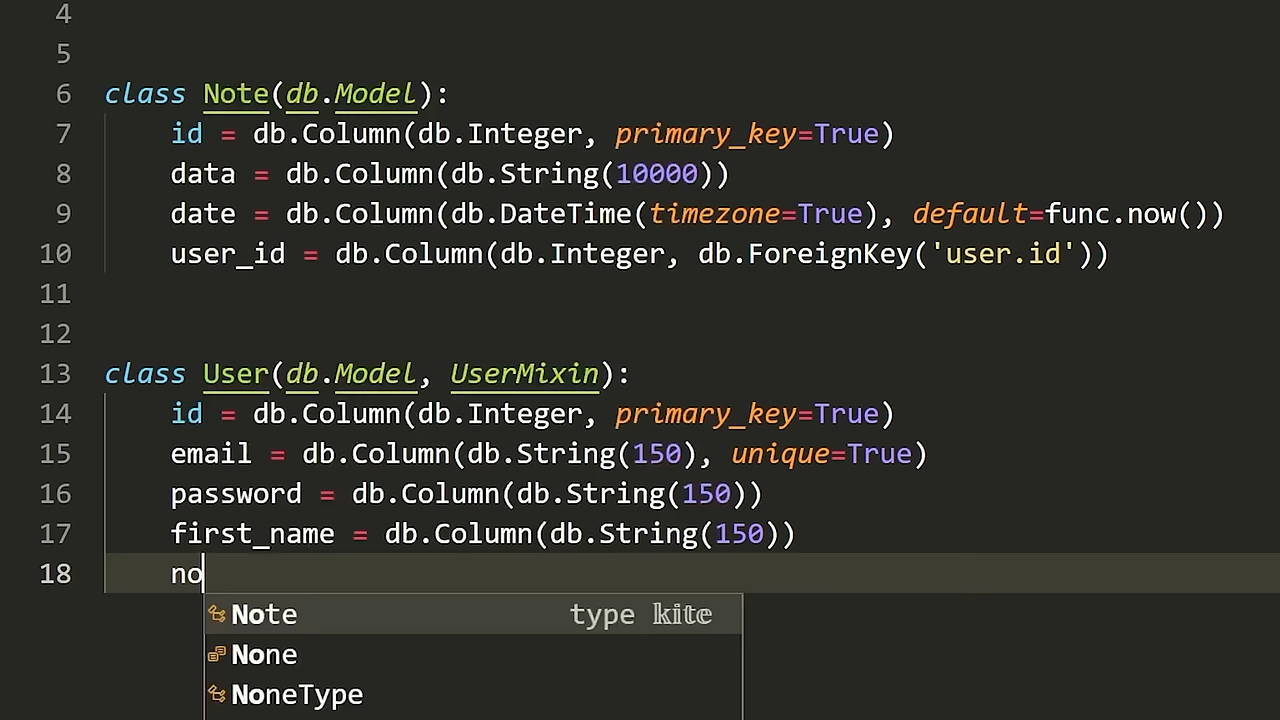 4
5
6 class Note(db.Model):
7     id = db.Column(db.Integer, primary_key=True)
8     data = db.Column(db.String(10000))
9     date = db.Column(db.DateTime(timezone=True), default=func.now())
10     user_id = db.Column(db.Integer, db.ForeignKey('user.id'))
11
12
13 class User(db.Model, UserMixin):
14     id = db.Column(db.Integer, primary_key=True)
15     email = db.Column(db.String(150), unique=True)
16     password = db.Column(db.String(150))
17     first_name = db.Column(db.String(150))
18     no
Note type kite
None
NoneType